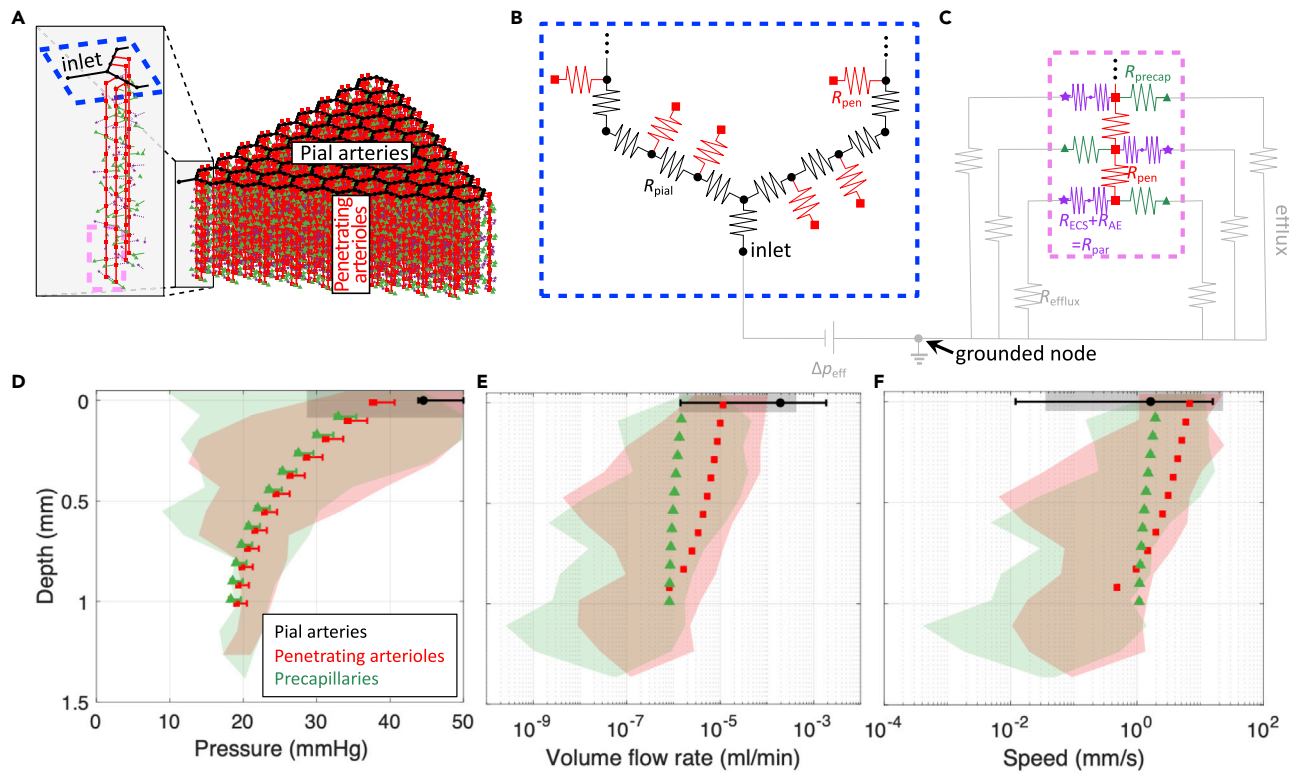 A
inlet
Pial arteries
Penetrating
arterioles
B
R_pen
R_pial
inlet
Δp_eff
C
R_precap
R_pen
R_ECS+R_AE
=R_par
R_efflux
efflux
grounded node
D
0
0.5
1
1.5
Depth (mm)
Pial arteries
Penetrating arterioles
Precapillaries
0 10 20 30 40 50
Pressure (mmHg)
E
10^-9 10^-7 10^-5 10^-3
Volume flow rate (ml/min)
F
10^-4 10^-2 10^0 10^2
Speed (mm/s)